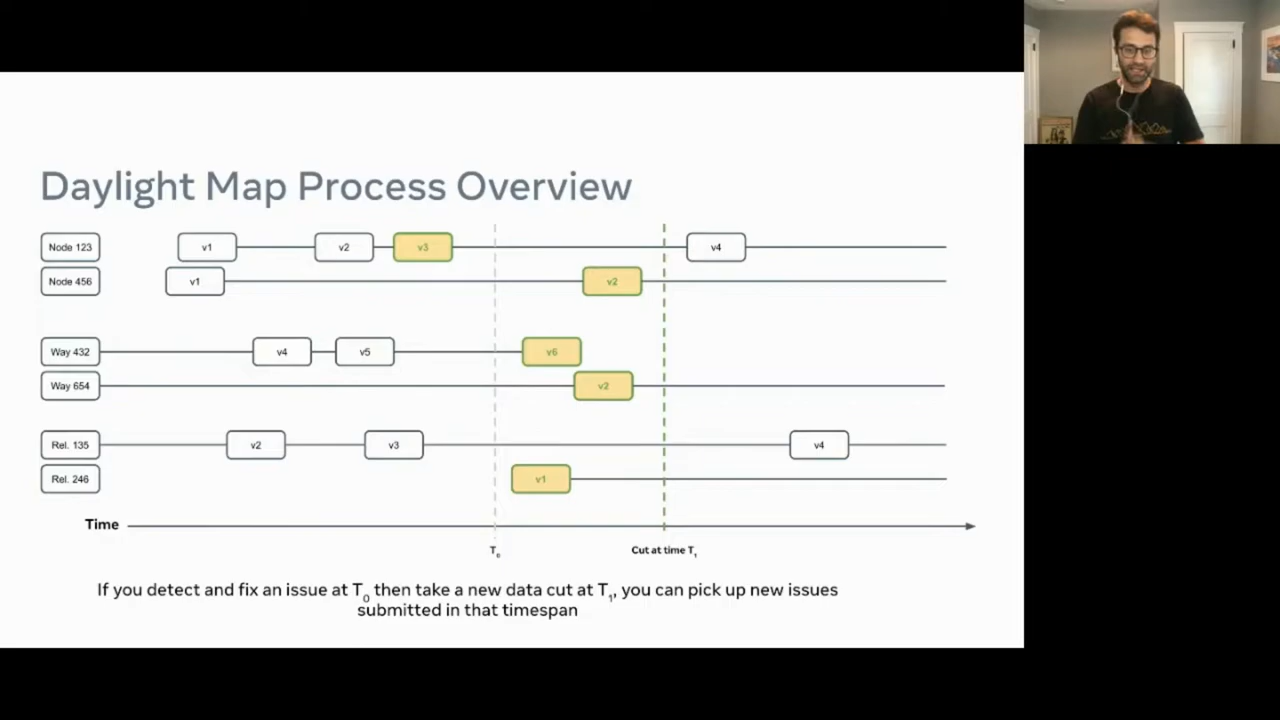 Daylight Map Process Overview
Node 123 v1 v2 v3 v4
Node 456 v1 v2
Way 432 v4 v5 v6
Way 654 v2
Rel. 135 v2 v3 v4
Rel. 246 v1
Time
T₀ Cut at time T₁
If you detect and fix an issue at T₀ then take a new data cut at T₁, you can pick up new issues
submitted in that timespan